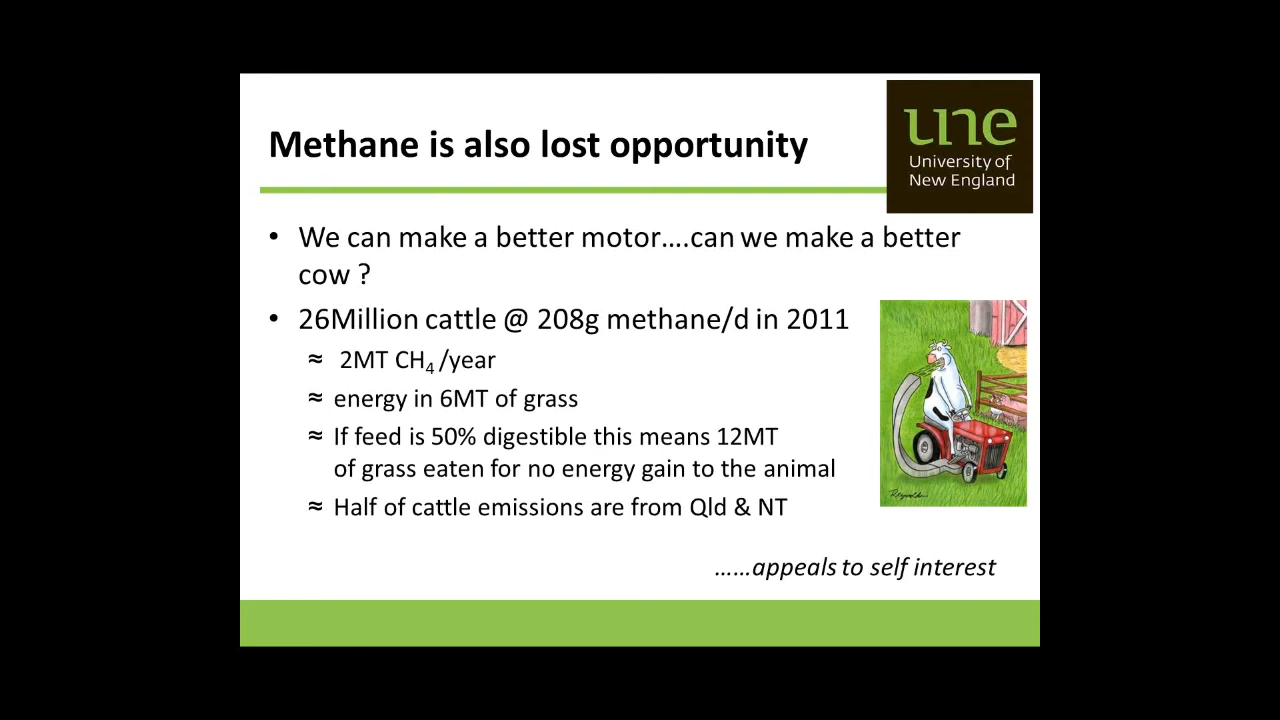 Methane is also lost opportunity
une
University of
New England
• We can make a better motor....can we make a better
cow ?
• 26Million cattle @ 208g methane/d in 2011
≈ 2MT CH₄ /year
≈ energy in 6MT of grass
≈ If feed is 50% digestible this means 12MT
of grass eaten for no energy gain to the animal
≈ Half of cattle emissions are from Qld & NT
......appeals to self interest